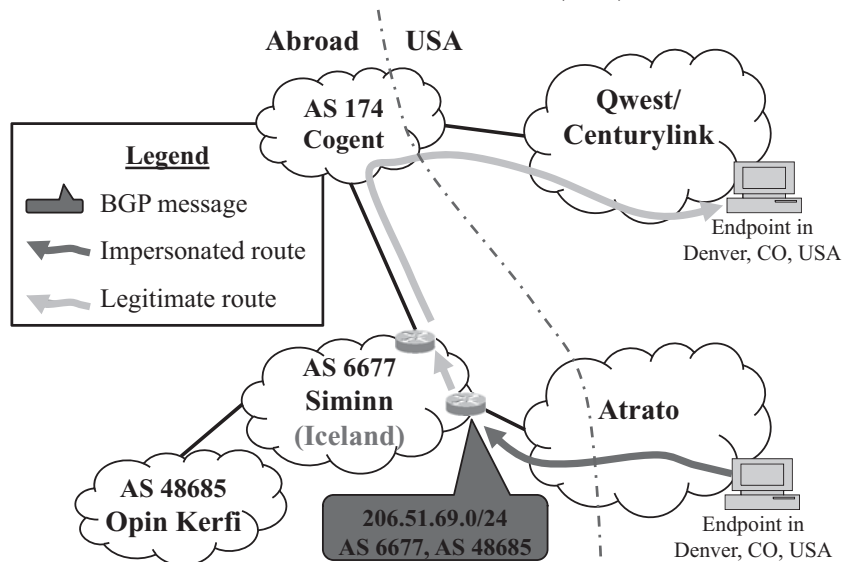 Abroad
USA
AS 174
Cogent
Qwest/
Centurylink
Legend
BGP message
Impersonated route
Legitimate route
Endpoint in
Denver, CO, USA
AS 6677
Siminn
(Iceland)
Atrato
AS 48685
Opin Kerfi
206.51.69.0/24
AS 6677, AS 48685
Endpoint in
Denver, CO, USA